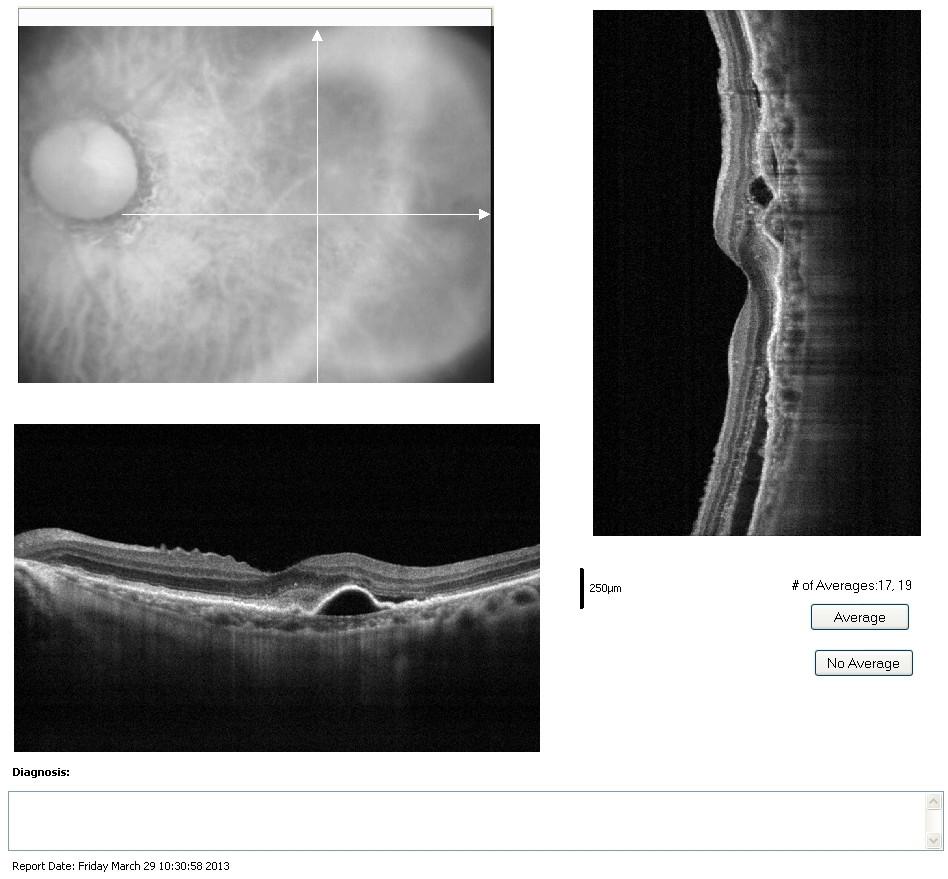 250µm
# of Averages:17, 19
Average
No Average
Diagnosis:
Report Date: Friday March 29 10:30:58 2013